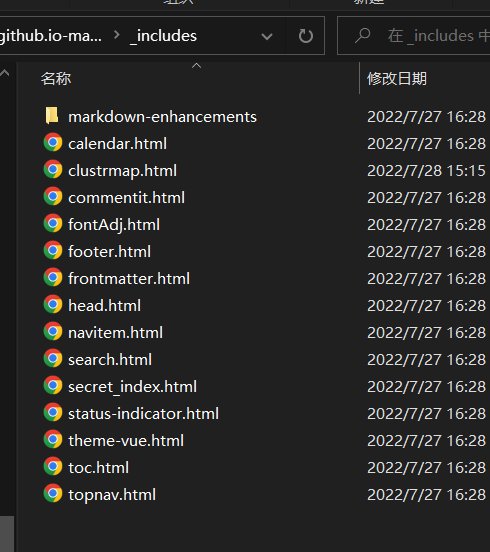 github.io-ma... > _includes
在 _includes 中
名称 修改日期
markdown-enhancements 2022/7/27 16:28
calendar.html 2022/7/27 16:28
clustrmap.html 2022/7/28 15:15
commentit.html 2022/7/27 16:28
fontAdj.html 2022/7/27 16:28
footer.html 2022/7/27 16:28
frontmatter.html 2022/7/27 16:28
head.html 2022/7/27 16:28
navitem.html 2022/7/27 16:28
search.html 2022/7/27 16:28
secret_index.html 2022/7/27 16:28
status-indicator.html 2022/7/27 16:28
theme-vue.html 2022/7/27 16:28
toc.html 2022/7/27 16:28
topnav.html 2022/7/27 16:28